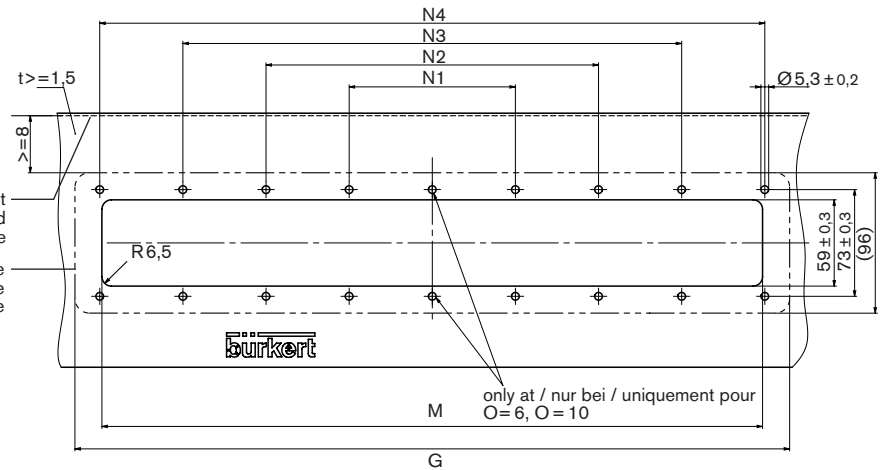 N4
N3
N2
N1
t>=1,5
Ø5,3 ± 0,2
>=8
t
d
e
e
e
e
R6,5
59 ± 0,3
73 ± 0,3
(96)
burkert
only at / nur bei / uniquement pour
O=6, O = 10
M
G